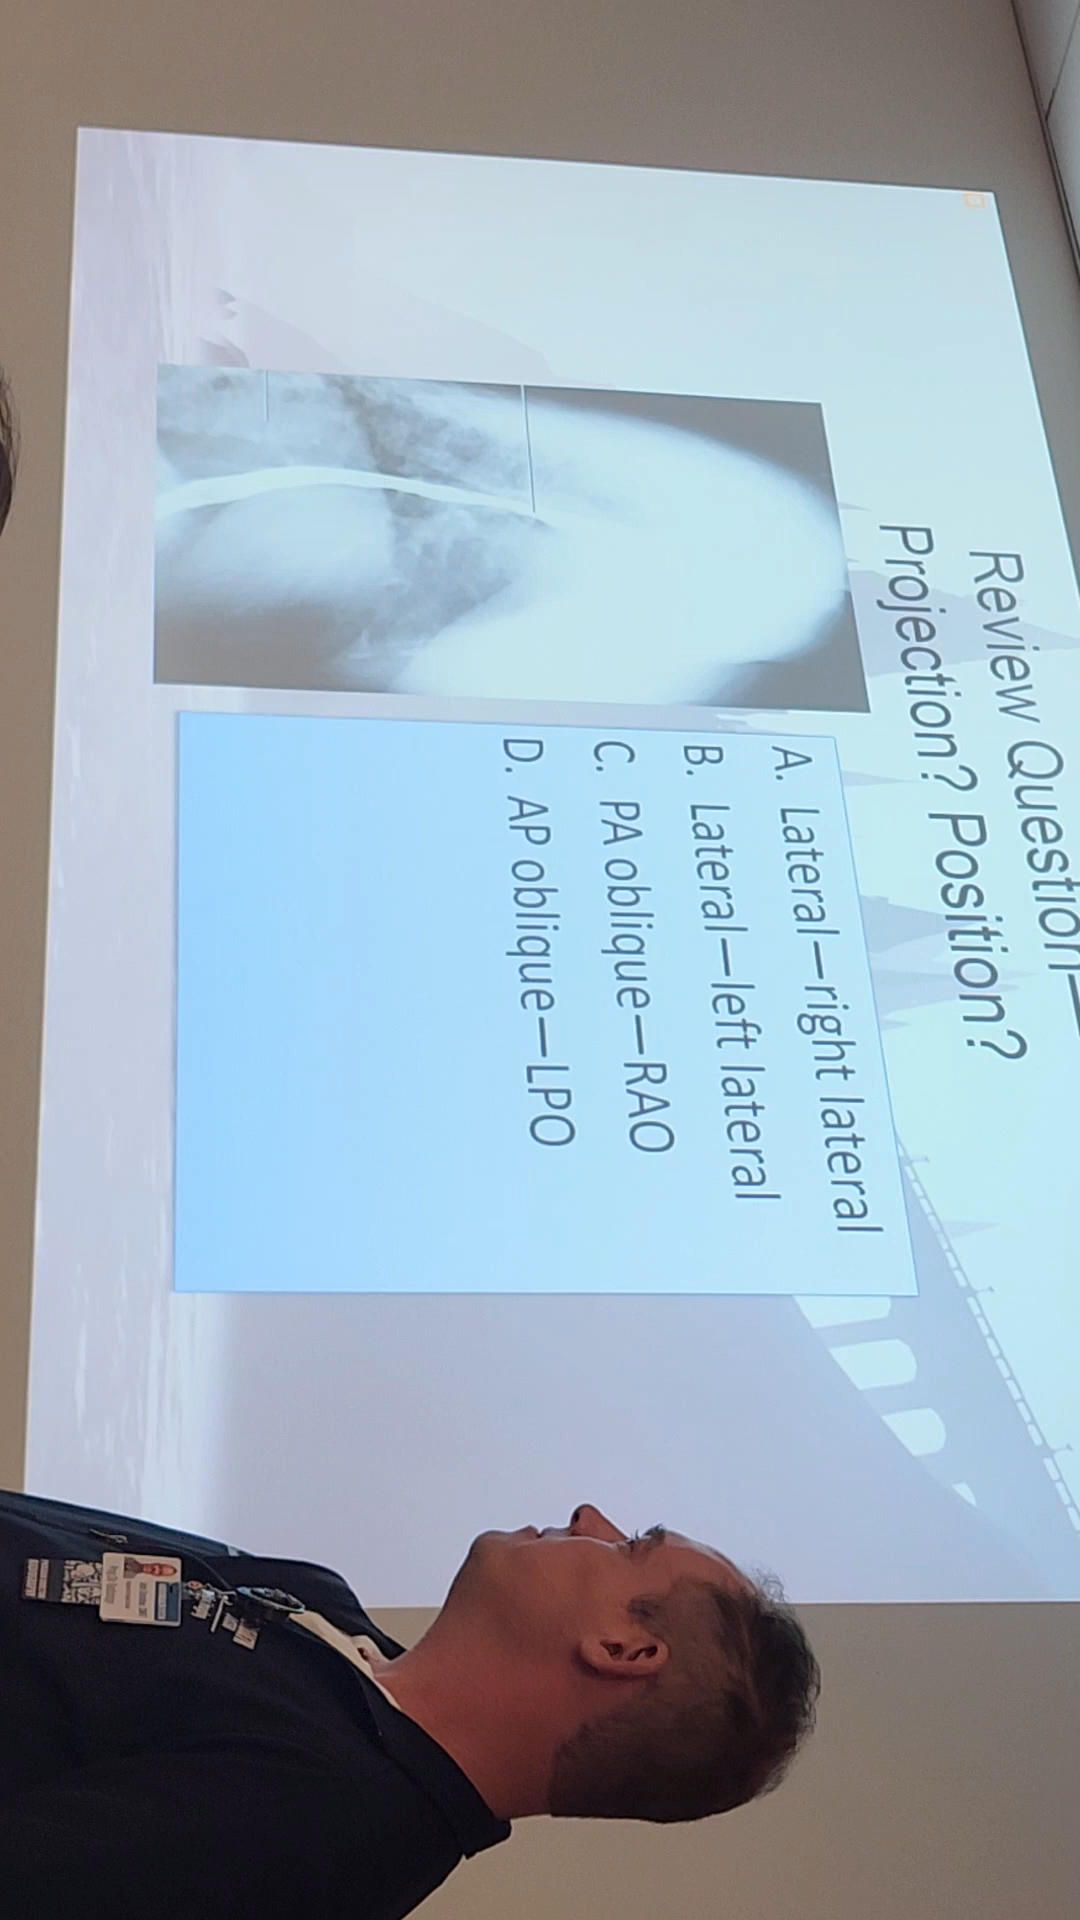 Review Question—
Projection? Position?
A. Lateral—right lateral
B. Lateral—left lateral
C. PA oblique—RAO
D. AP oblique—LPO